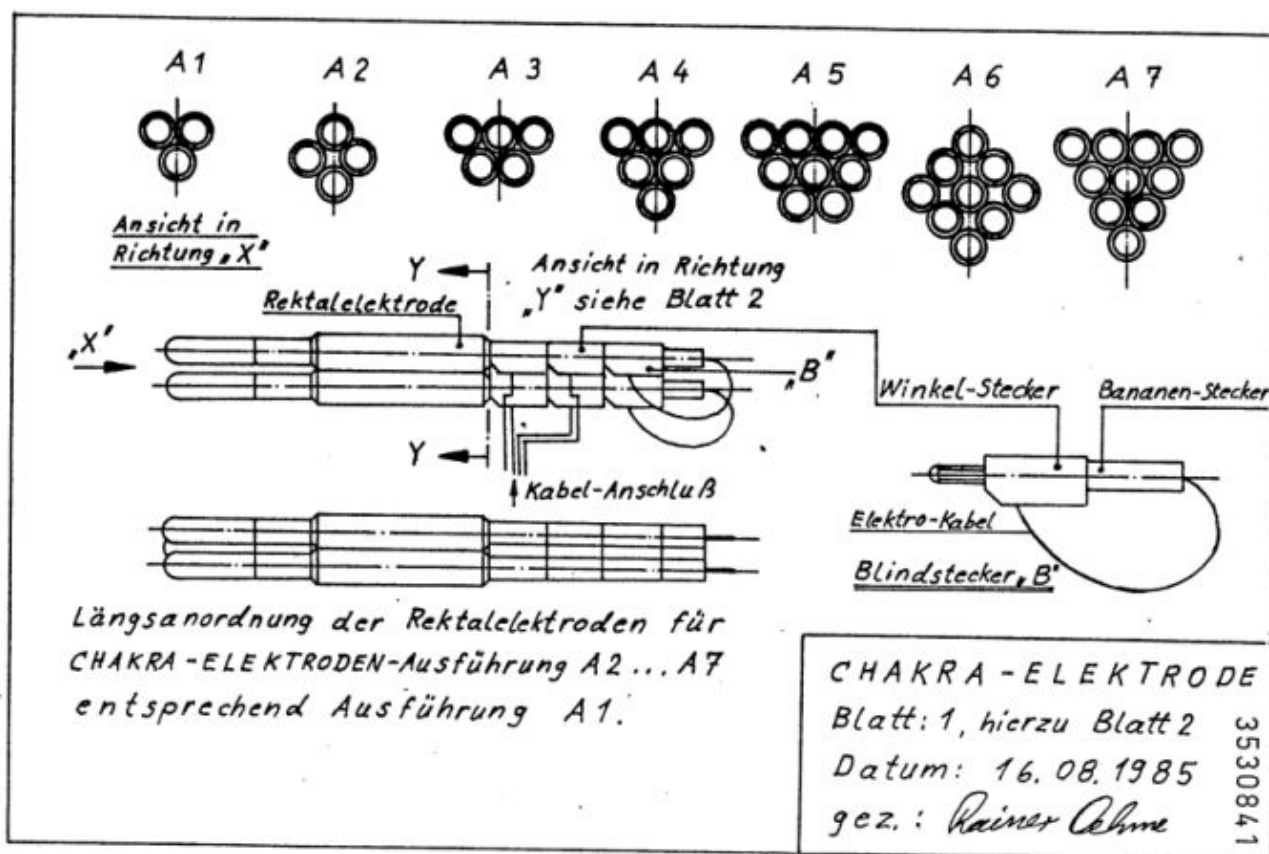 A1 A2 A3 A4 A5 A6 A7
Ansicht in
Richtung „X"
Y
Ansicht in Richtung
„Y" siehe Blatt 2
Rektalelektrode
„X"
„B"
Winkel-Stecker
Bananen-Stecker
Y
Kabel-Anschluß
Elektro-Kabel
Blindstecker „B"
Längsanordnung der Rektalelektroden für
CHAKRA-ELEKTRODEN-Ausführung A2...A7
entsprechend Ausführung A1.
CHAKRA-ELEKTRODE
Blatt: 1, hierzu Blatt 2
Datum: 16.08.1985
gez.: Rainer Oehme
3530841